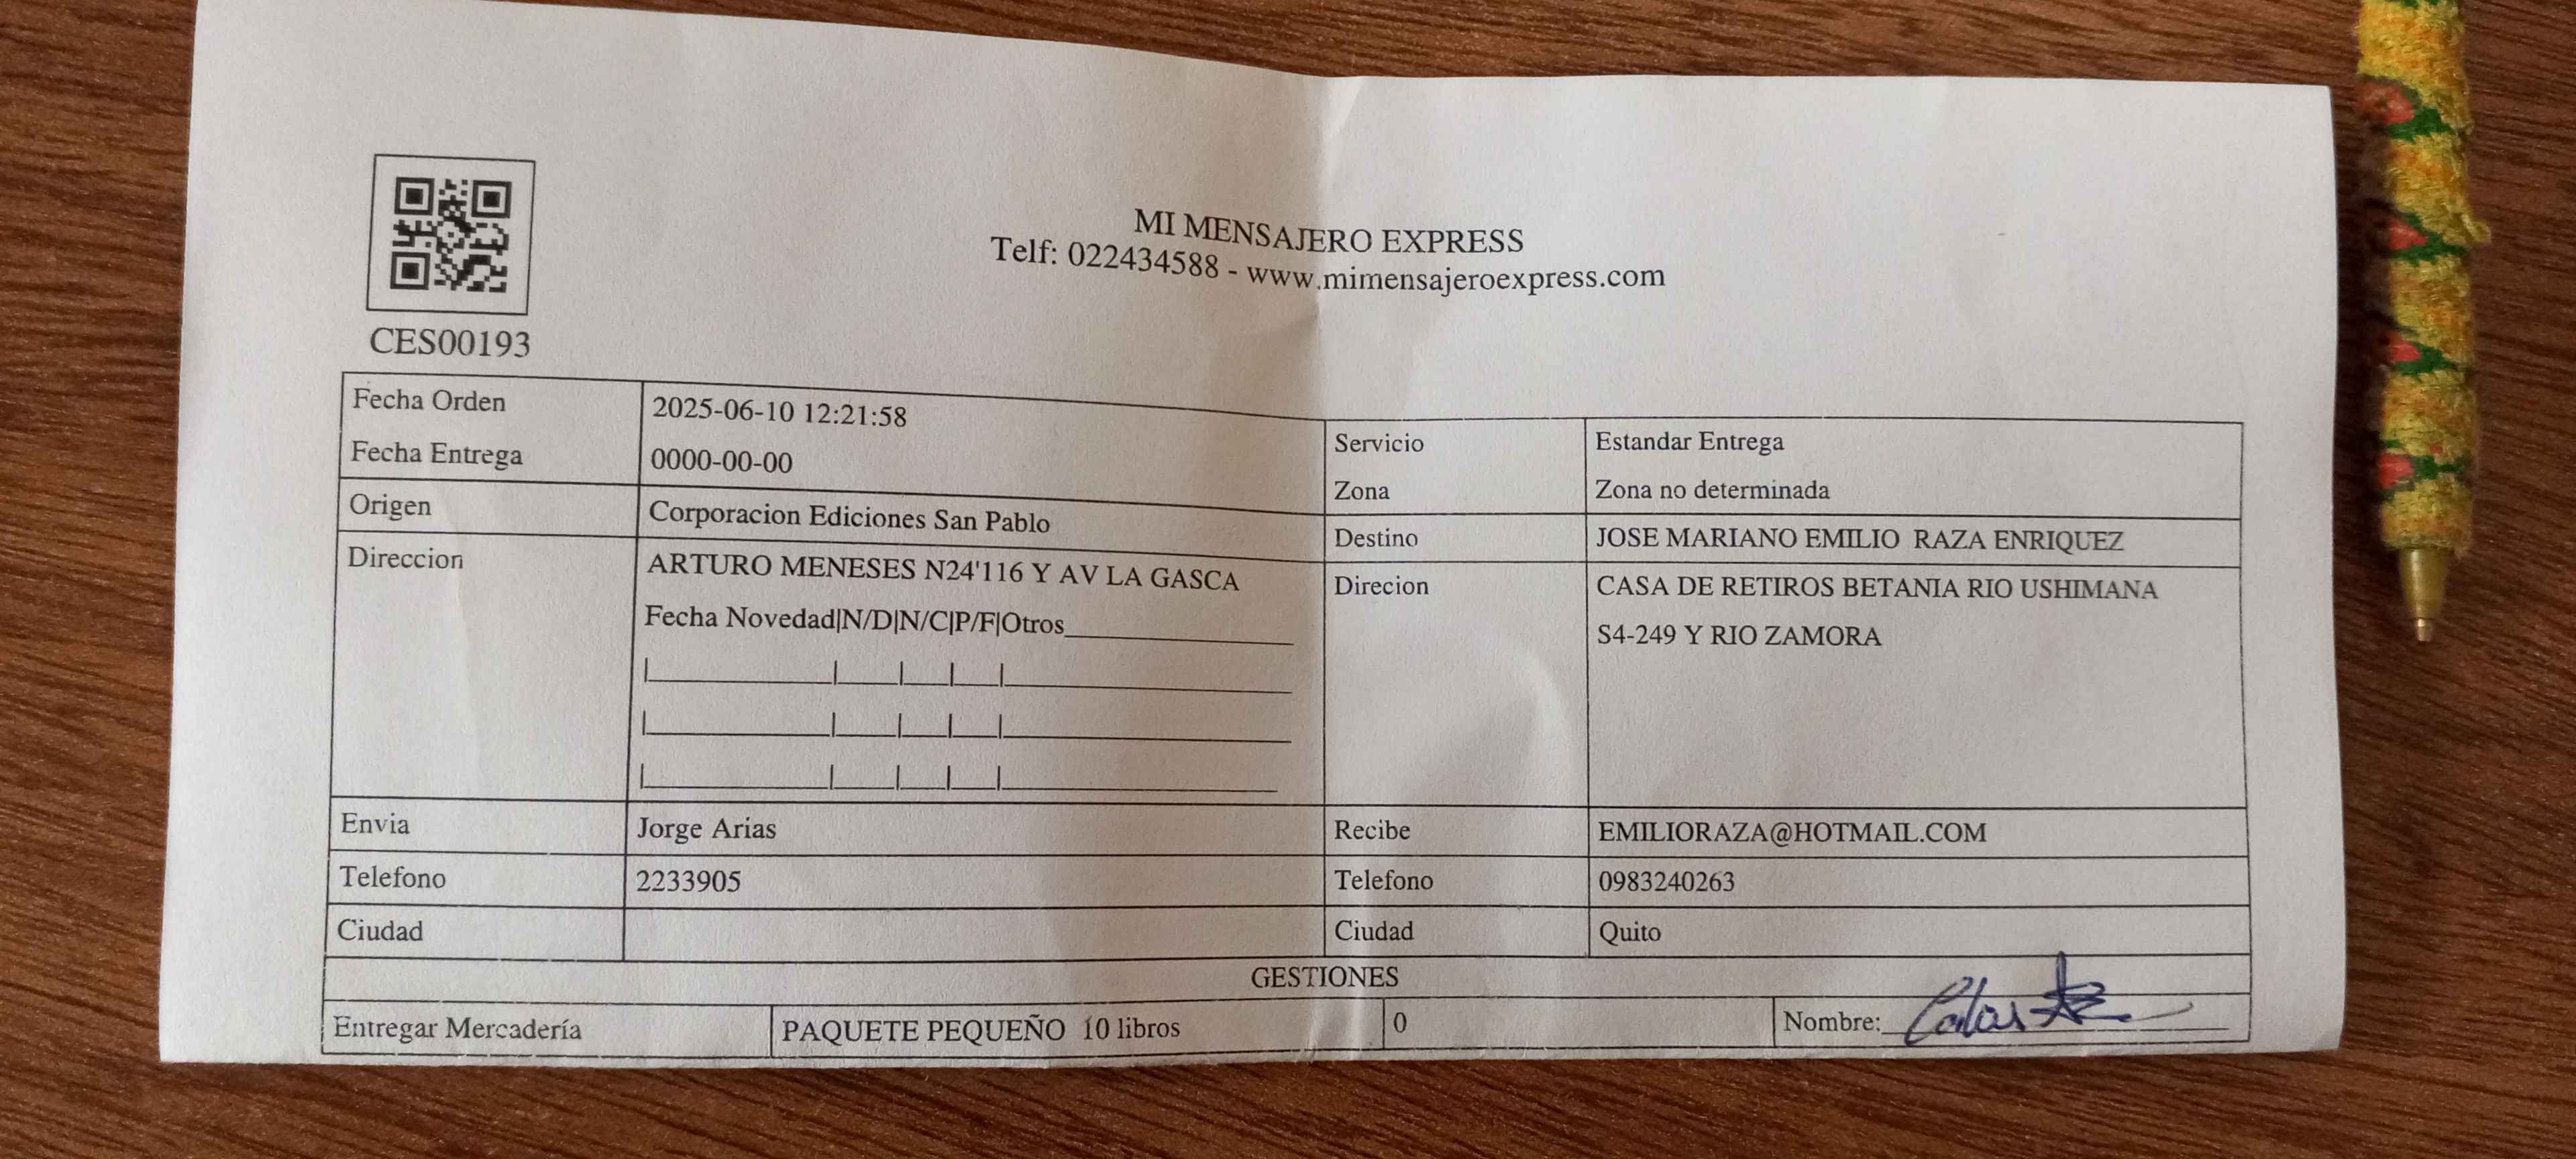 MI MENSAJERO EXPRESS
Telf: 022434588 - www.mimensajeroexpress.com
CES00193
Fecha Orden 2025-06-10 12:21:58
Fecha Entrega 0000-00-00
Servicio Estandar Entrega
Zona Zona no determinada
Origen Corporacion Ediciones San Pablo
Destino JOSE MARIANO EMILIO RAZA ENRIQUEZ
Direccion ARTURO MENESES N24'116 Y AV LA GASCA
Fecha Novedad|N/D|N/C|P/F|Otros
Direcion CASA DE RETIROS BETANIA RIO USHIMANA
S4-249 Y RIO ZAMORA
Envia Jorge Arias Recibe EMILIORAZA@HOTMAIL.COM
Telefono 2233905 Telefono 0983240263
Ciudad Ciudad Quito
GESTIONES
Entregar Mercadería PAQUETE PEQUEÑO 10 libros 0 Nombre: